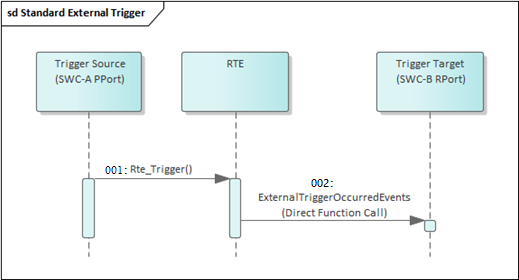 sd Standard External Trigger
Trigger Source
(SWC-A PPort)
RTE
Trigger Target
(SWC-B RPort)
001: Rte_Trigger()
002:
ExternalTriggerOccurredEvents
(Direct Function Call)